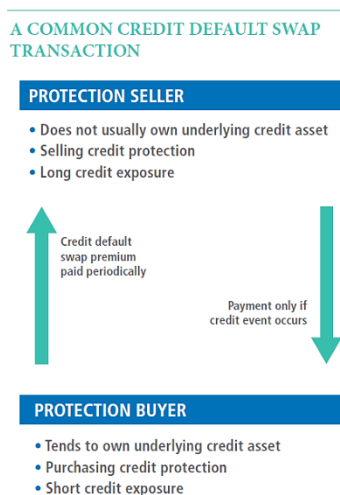 A COMMON CREDIT DEFAULT SWAP
TRANSACTION
PROTECTION SELLER
• Does not usually own underlying credit asset
• Selling credit protection
• Long credit exposure
Credit default
swap premium
paid periodically
Payment only if
credit event occurs
PROTECTION BUYER
• Tends to own underlying credit asset
• Purchasing credit protection
• Short credit exposure